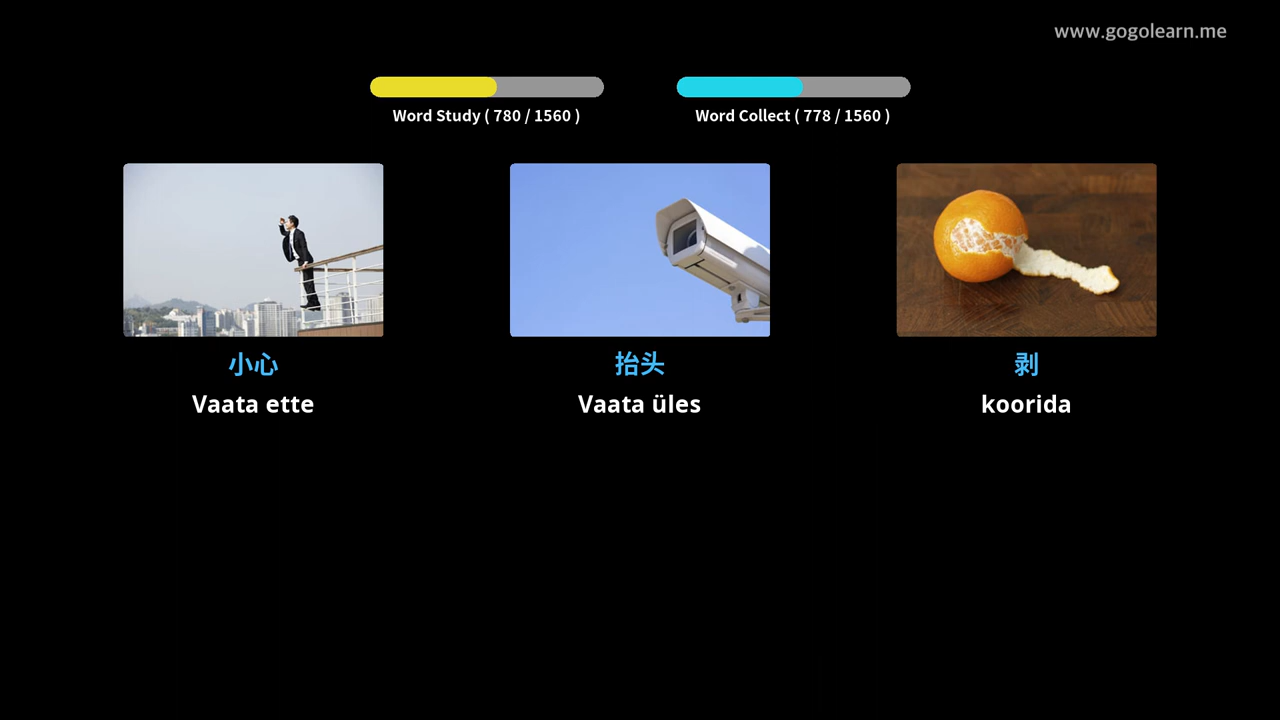 www.gogolearn.me
Word Study ( 780 / 1560 )
Word Collect ( 778 / 1560 )
小心
Vaata ette
抬头
Vaata üles
剥
koorida